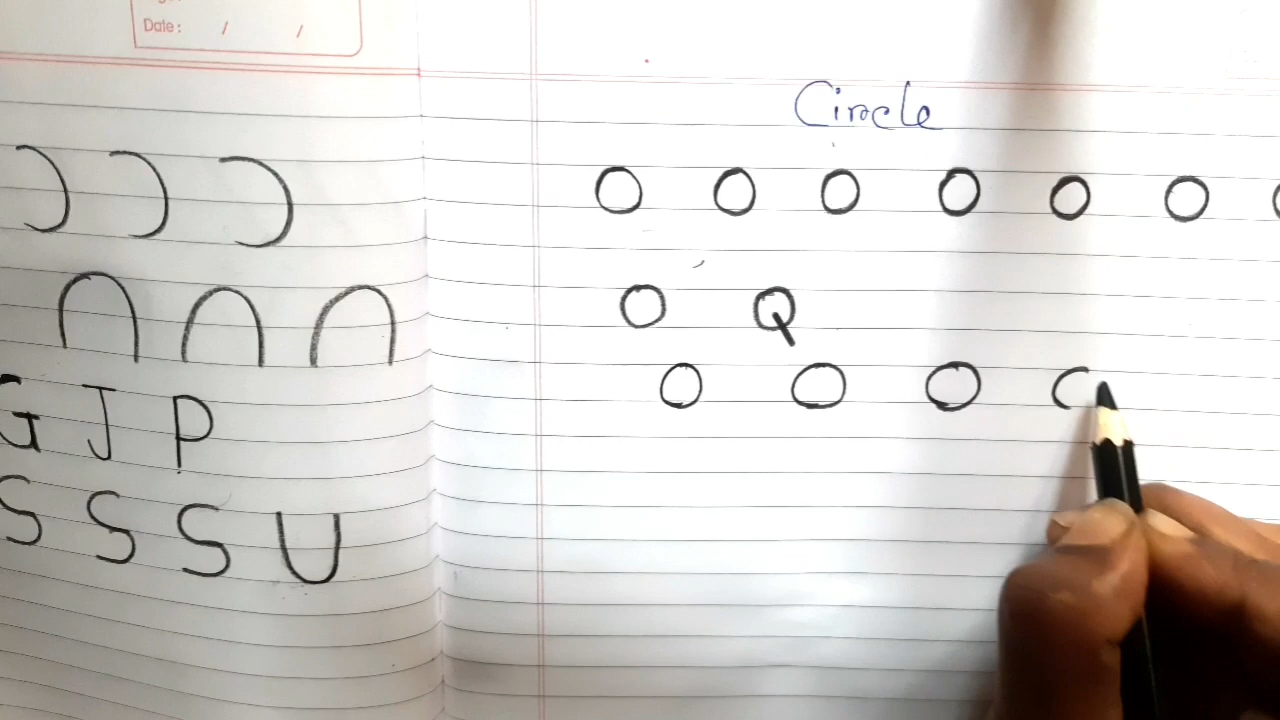 Date: / /
) ) )
∩ ∩ ∩
G J P
S S S U
Circle
O O O O O O
O Q
O O O C